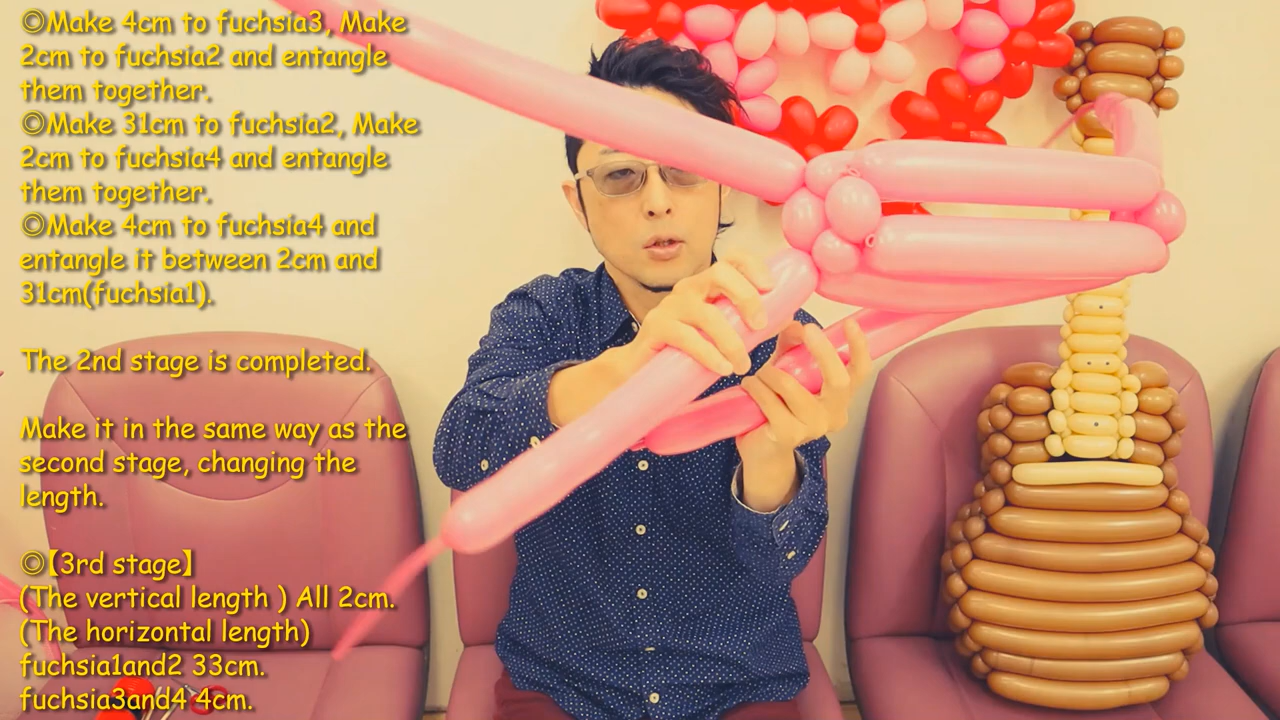 ◎Make 4cm to fuchsia3, Make
2cm to fuchsia2 and entangle
them together.
◎Make 31cm to fuchsia2, Make
2cm to fuchsia4 and entangle
them together.
◎Make 4cm to fuchsia4 and
entangle it between 2cm and
31cm(fuchsia1).
The 2nd stage is completed.
Make it in the same way as the
second stage, changing the
length.
◎【3rd stage】
(The vertical length ) All 2cm.
(The horizontal length)
fuchsia1and2 33cm.
fuchsia3and4 4cm.